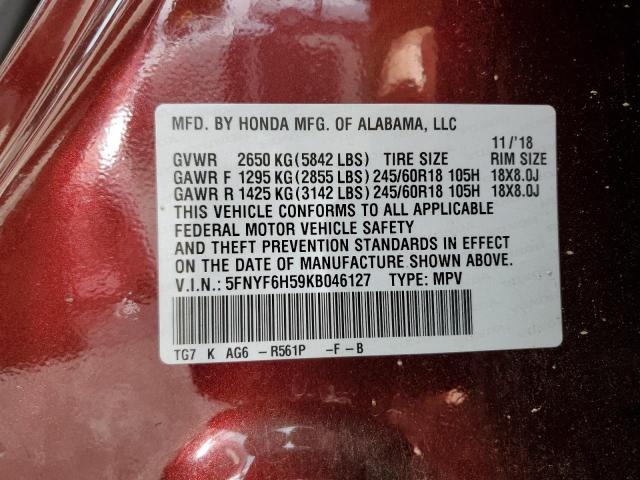 MFD. BY HONDA MFG. OF ALABAMA, LLC
11/'18
GVWR 2650 KG(5842 LBS) TIRE SIZE RIM SIZE
GAWR F 1295 KG(2855 LBS)245/60R18 105H 18X8.0J
GAWR R 1425 KG(3142 LBS)245/60R18 105H 18X8.0J
THIS VEHICLE CONFORMS TO ALL APPLICABLE
FEDERAL MOTOR VEHICLE SAFETY
AND THEFT PREVENTION STANDARDS IN EFFECT
ON THE DATE OF MANUFACTURE SHOWN ABOVE.
V.I.N.: 5FNYF6H59KB046127 TYPE: MPV
TG7 K AG6 -R561P -F-B